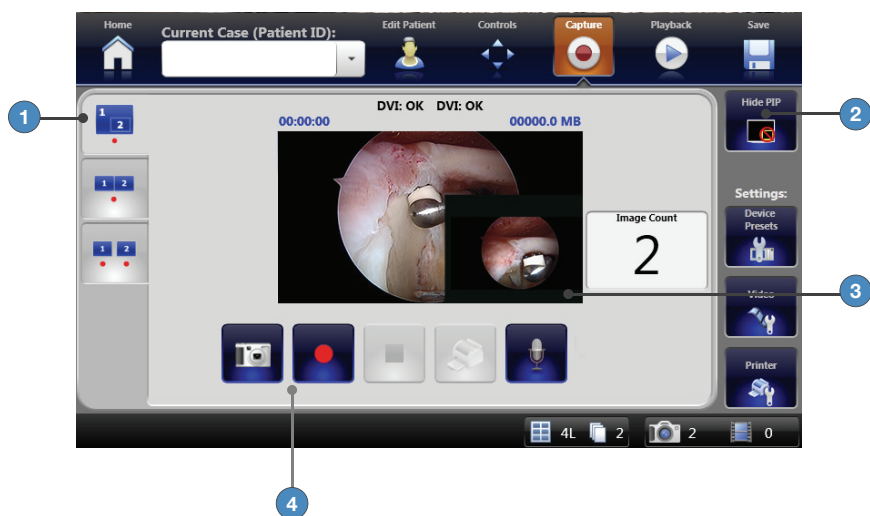 Home
Current Case (Patient ID):
Edit Patient
Controls
Capture
Playback
Save
1
1
2
DVI: OK DVI: OK
00:00:00
00000.0 MB
Hide PIP
2
1 2
Settings:
Device
Presets
Image Count
2
1 2
Video
3
Printer
4L
2
2
0
4